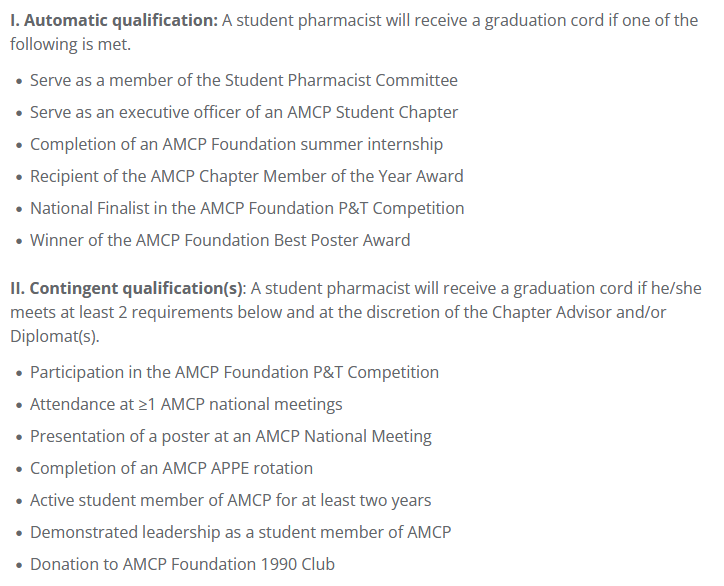 I. Automatic qualification: A student pharmacist will receive a graduation cord if one of the
following is met.
• Serve as a member of the Student Pharmacist Committee
• Serve as an executive officer of an AMCP Student Chapter
• Completion of an AMCP Foundation summer internship
• Recipient of the AMCP Chapter Member of the Year Award
• National Finalist in the AMCP Foundation P&T Competition
• Winner of the AMCP Foundation Best Poster Award
II. Contingent qualification(s): A student pharmacist will receive a graduation cord if he/she
meets at least 2 requirements below and at the discretion of the Chapter Advisor and/or
Diplomat(s).
• Participation in the AMCP Foundation P&T Competition
• Attendance at ≥1 AMCP national meetings
• Presentation of a poster at an AMCP National Meeting
• Completion of an AMCP APPE rotation
• Active student member of AMCP for at least two years
• Demonstrated leadership as a student member of AMCP
• Donation to AMCP Foundation 1990 Club